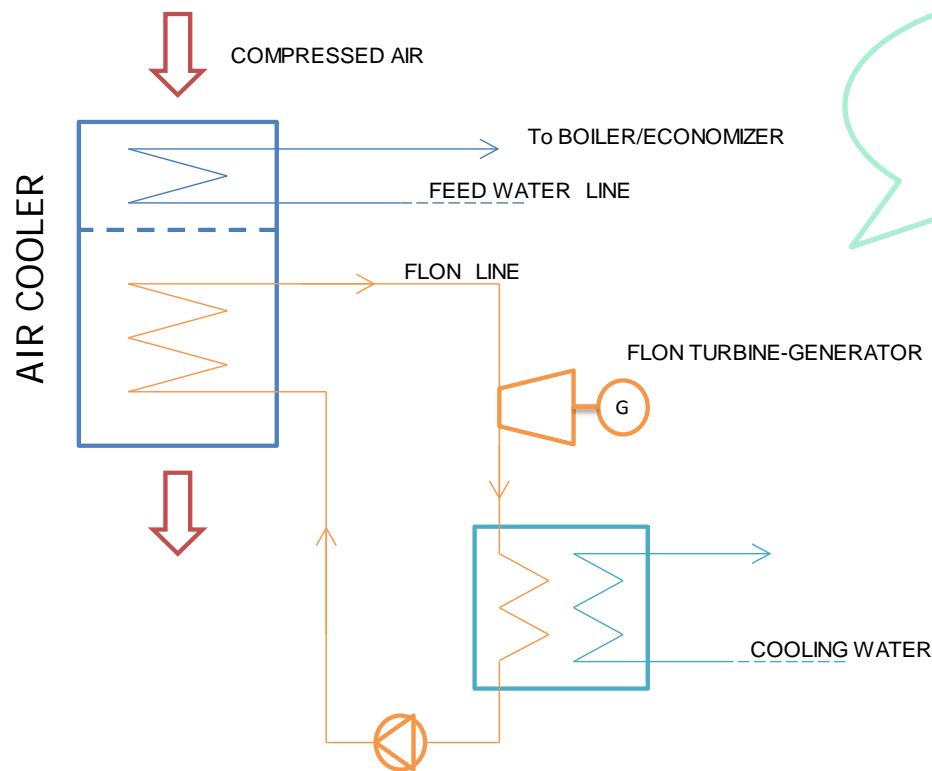 COMPRESSED AIR
To BOILER/ECONOMIZER
FEED WATER LINE
AIR COOLER
FLON LINE
FLON TURBINE-GENERATOR
G
COOLING WATER